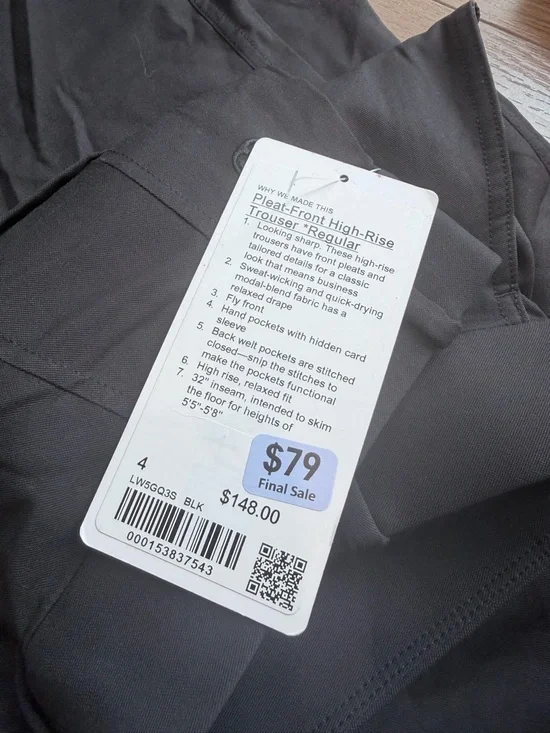 WHY WE MADE THIS
Pleat-Front High-Rise
Trouser *Regular
1. Looking sharp. These high-rise
trousers have front pleats and
tailored details for a classic
look that means business
2. Sweat-wicking and quick-drying
modal-blend fabric has a
relaxed drape
3. Fly front
4. Hand pockets with hidden card
sleeve
5. Back welt pockets are stitched
closed—snip the stitches to
make the pockets functional
6. High rise, relaxed fit
7. 32" inseam, intended to skim
the floor for heights of
5'5"-5'8"
$79
Final Sale
4
LW5GQ3S BLK $148.00
000153837543